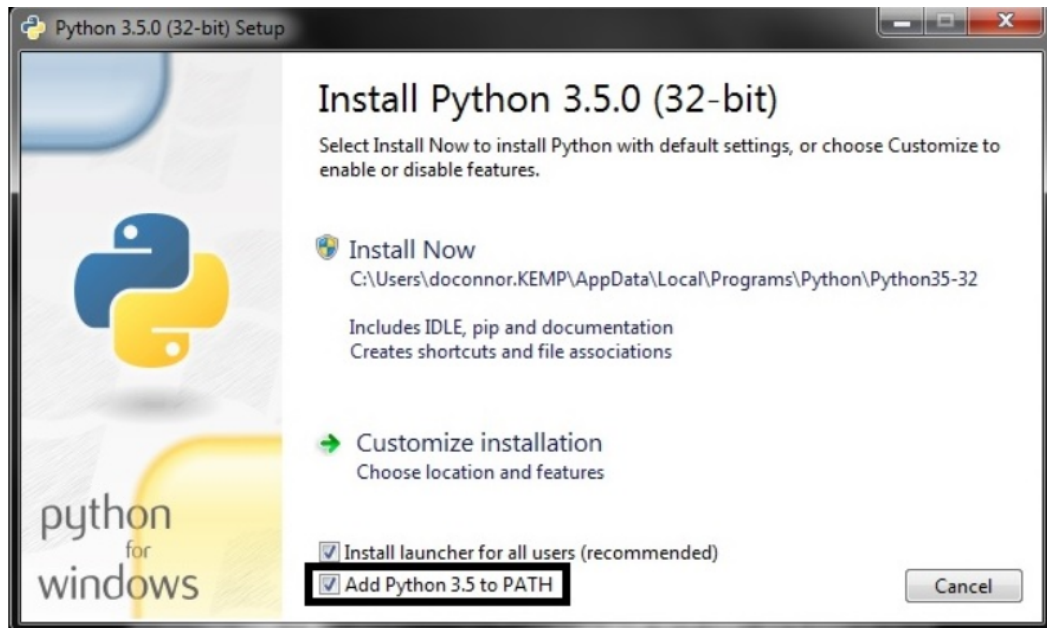 Python 3.5.0 (32-bit) Setup
Install Python 3.5.0 (32-bit)
Select Install Now to install Python with default settings, or choose Customize to
enable or disable features.
Install Now
C:\Users\doconnor.KEMP\AppData\Local\Programs\Python\Python35-32
Includes IDLE, pip and documentation
Creates shortcuts and file associations
Customize installation
Choose location and features
python
for
windows
Install launcher for all users (recommended)
Add Python 3.5 to PATH
Cancel